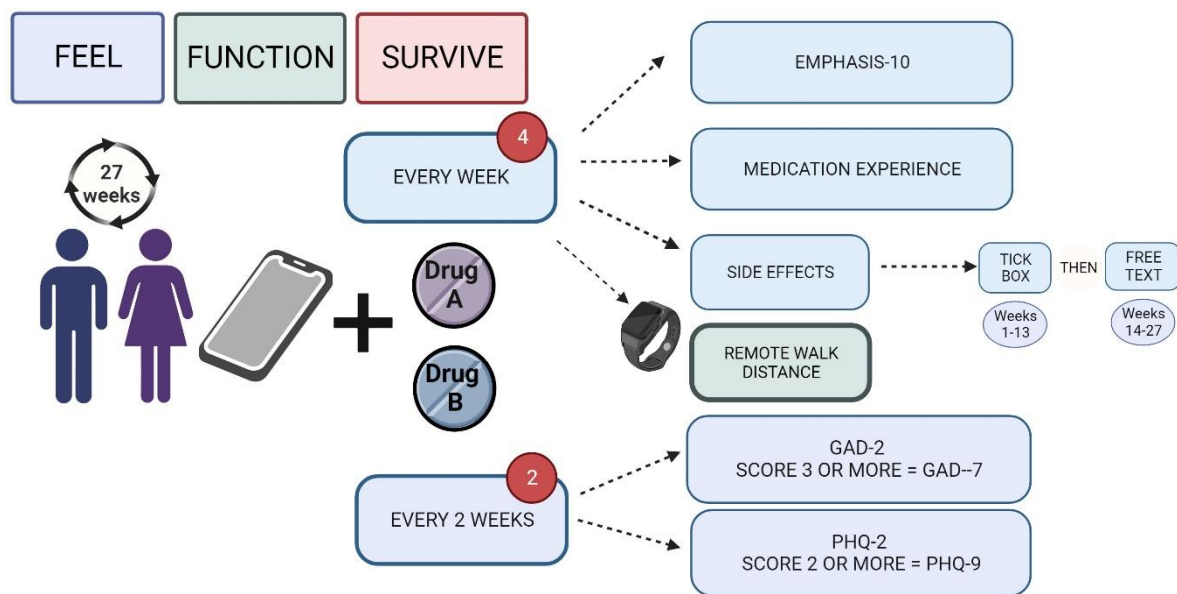 FEEL
FUNCTION
SURVIVE
27
weeks
4
EVERY WEEK
EMPHASIS-10
MEDICATION EXPERIENCE
SIDE EFFECTS
TICK
BOX
THEN
FREE
TEXT
Weeks
1-13
Weeks
14-27
Drug
A
Drug
B
REMOTE WALK
DISTANCE
2
EVERY 2 WEEKS
GAD-2
SCORE 3 OR MORE = GAD--7
PHQ-2
SCORE 2 OR MORE = PHQ-9